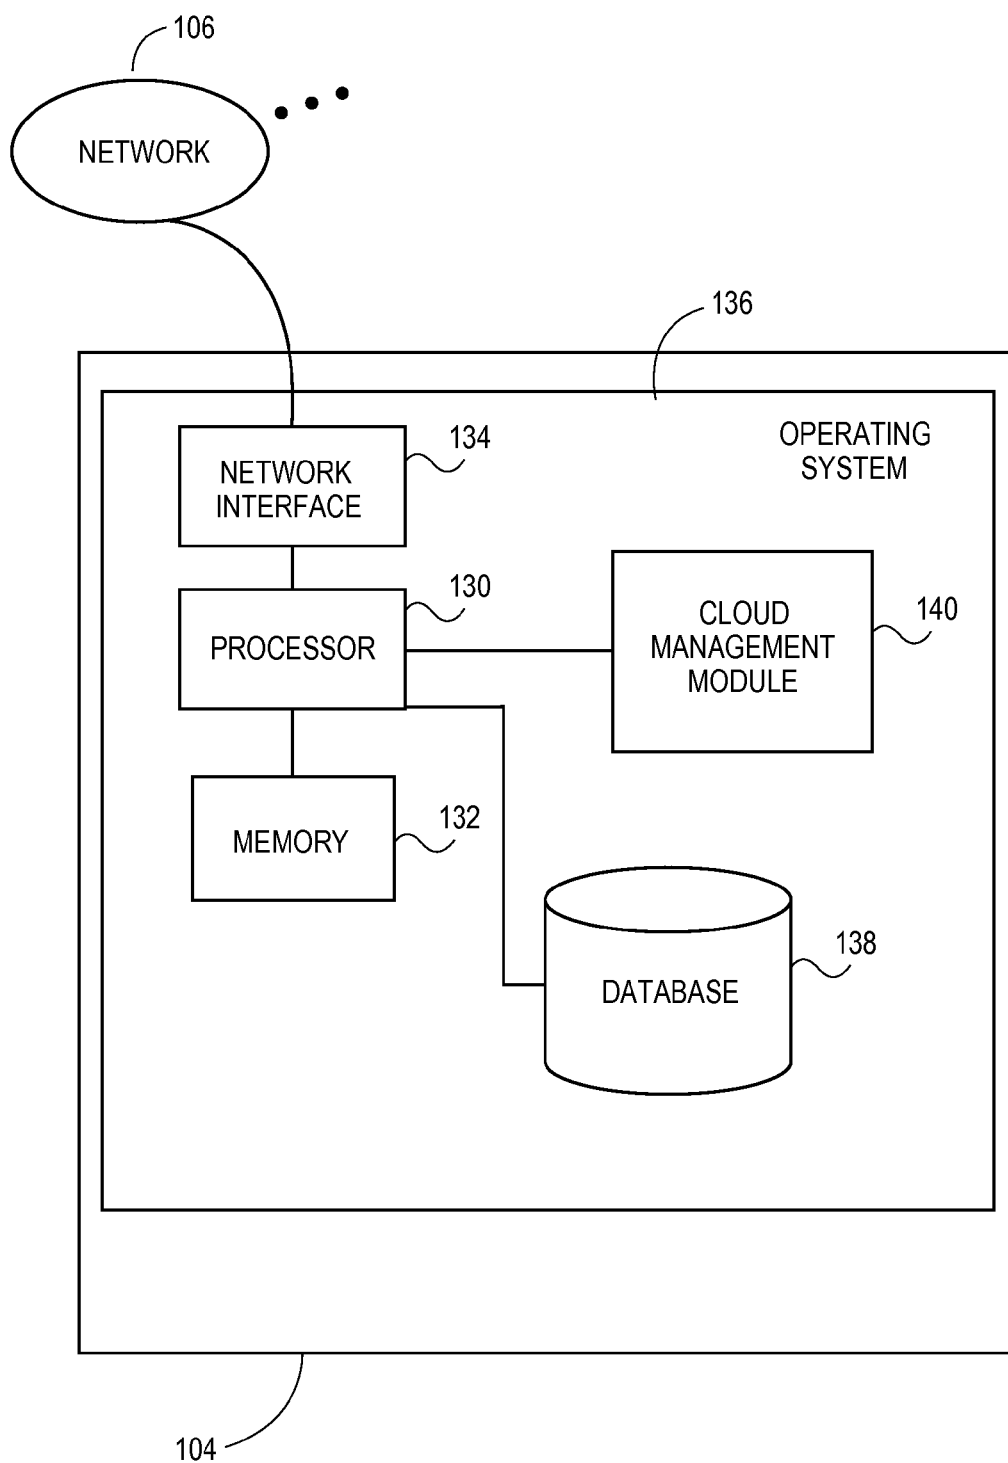 106
NETWORK
136
OPERATING
SYSTEM
134
NETWORK
INTERFACE
130
PROCESSOR
CLOUD
MANAGEMENT
MODULE
140
132
MEMORY
138
DATABASE
104